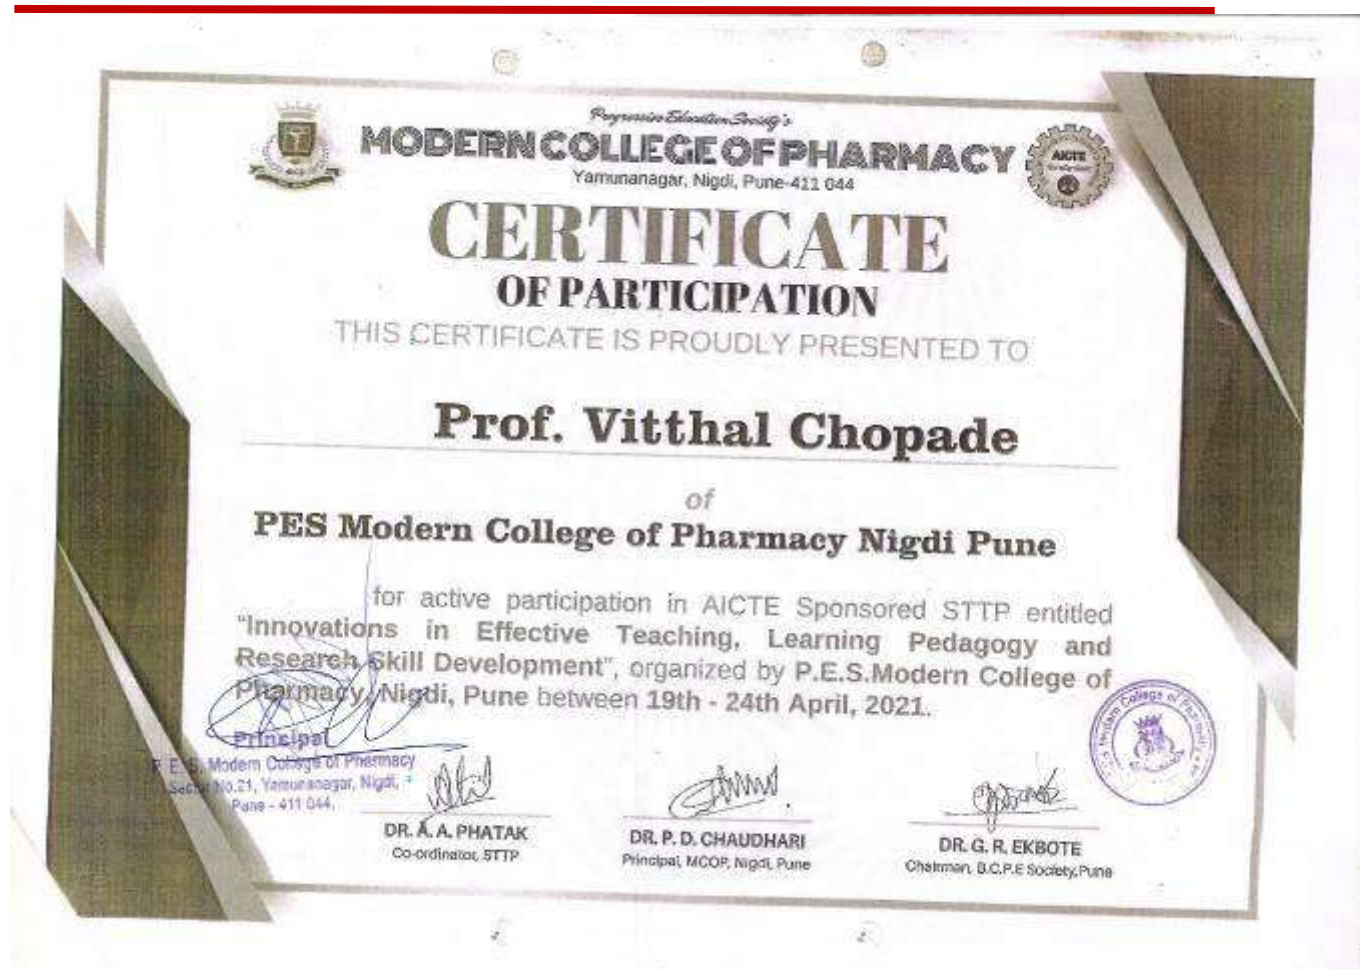 Progressive Education Society's
MODERN COLLEGE OF PHARMACY
Yamunanagar, Nigdi, Pune-411 044
AICTE
CERTIFICATE
OF PARTICIPATION
THIS CERTIFICATE IS PROUDLY PRESENTED TO
Prof. Vitthal Chopade
of
PES Modern College of Pharmacy Nigdi Pune
for active participation in AICTE Sponsored STTP entitled
"Innovations in Effective Teaching, Learning Pedagogy and
Research Skill Development", organized by P.E.S.Modern College of
Pharmacy, Nigdi, Pune between 19th - 24th April, 2021.
Principal
P. E. S. Modern College of Pharmacy
Sector No.21, Yamunanagar, Nigdi,
Pune - 411 044.
DR. A. A. PHATAK
Co-ordinator, STTP
DR. P. D. CHAUDHARI
Principal, MCOP, Nigdi, Pune
DR. G. R. EKBOTE
Chairman, B.C.P.E Society,Pune
Modern College of